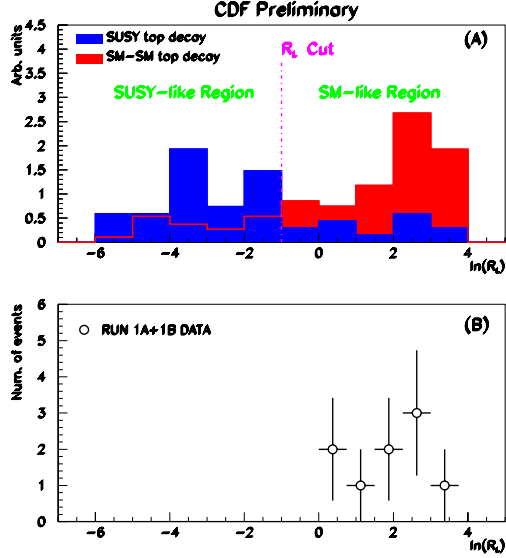 CDF Preliminary
Arb. units
4.5
4
3.5
3
2.5
2
1.5
1
0.5
0
SUSY top decay
SM-SM top decay
R_L Cut
(A)
SUSY-like Region
SM-like Region
-6
-4
-2
0
2
4
ln(R_L)
Num. of events
6
5
4
3
2
1
0
RUN 1A+1B DATA
(B)
-6
-4
-2
0
2
4
ln(R_L)